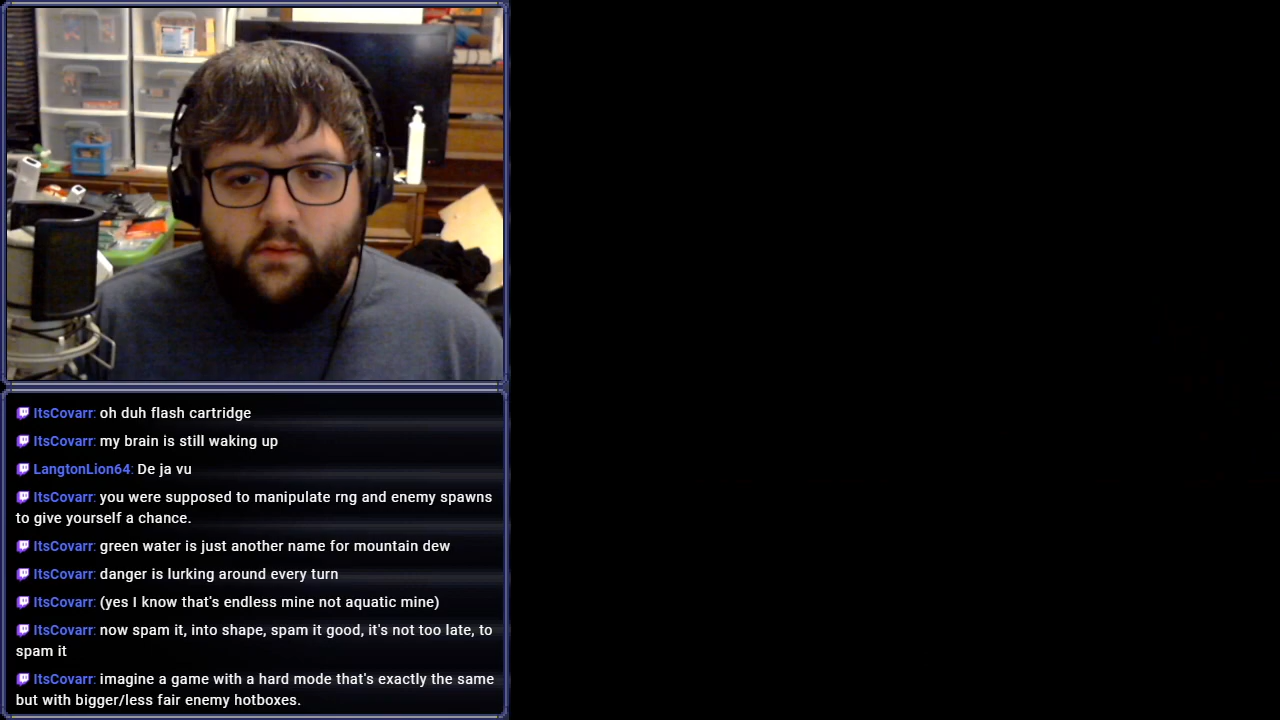 ItsCovarr: oh duh flash cartridge
ItsCovarr: my brain is still waking up
LangtonLion64: De ja vu
ItsCovarr: you were supposed to manipulate rng and enemy spawns
to give yourself a chance.
ItsCovarr: green water is just another name for mountain dew
ItsCovarr: danger is lurking around every turn
ItsCovarr: (yes I know that's endless mine not aquatic mine)
ItsCovarr: now spam it, into shape, spam it good, it's not too late, to
spam it
ItsCovarr: imagine a game with a hard mode that's exactly the same
but with bigger/less fair enemy hotboxes.